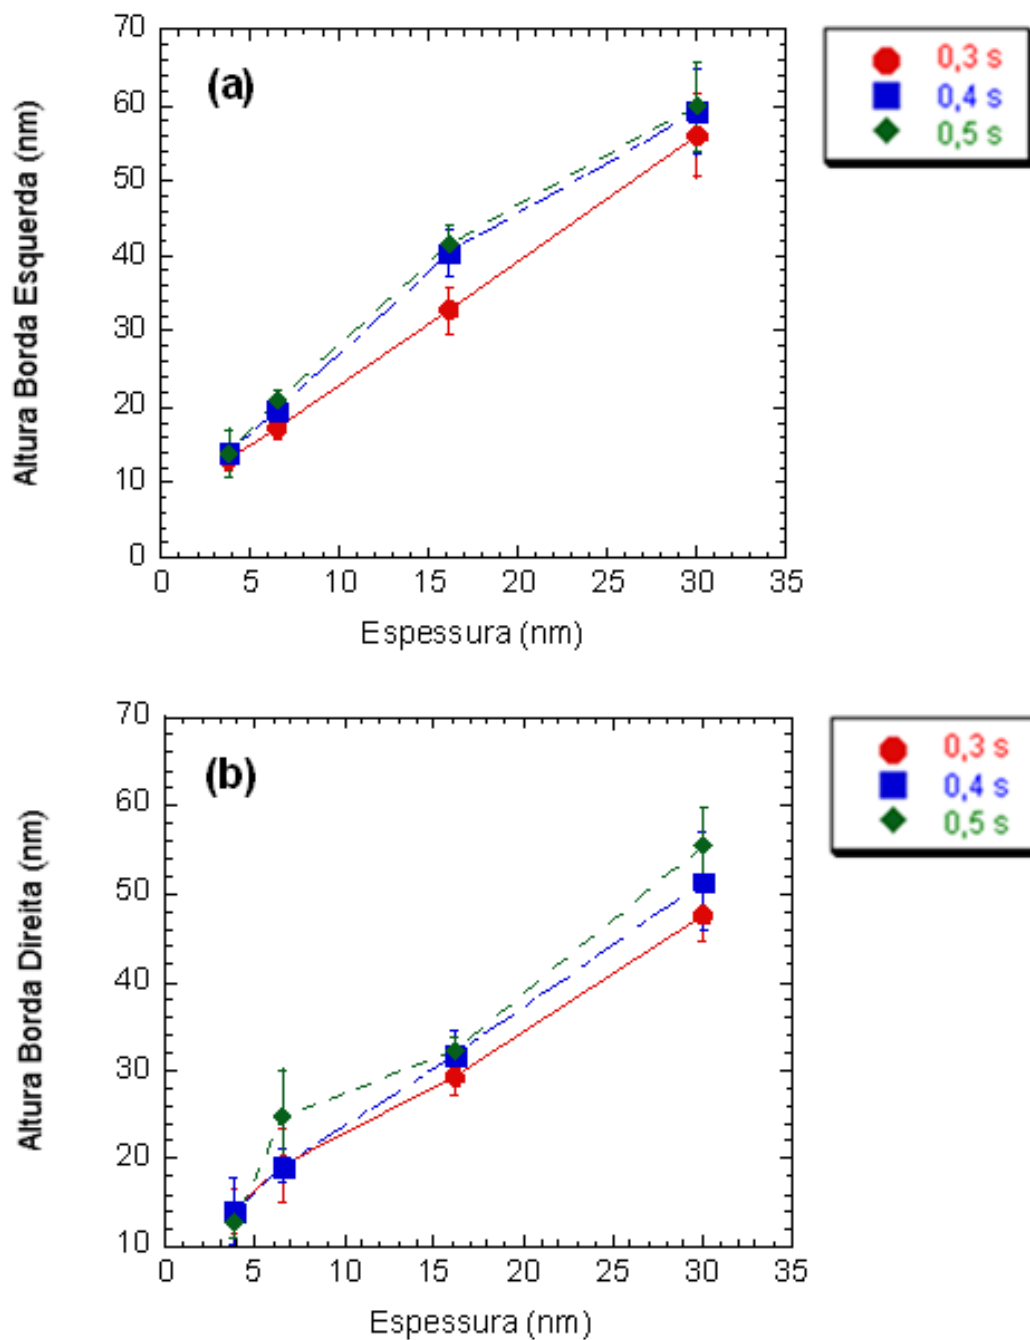 (a)
Altura Borda Esquerda (nm)
70
60
50
40
30
20
10
0
0 5 10 15 20 25 30 35
Espessura (nm)
0,3 s
0,4 s
0,5 s
(b)
Altura Borda Direita (nm)
70
60
50
40
30
20
10
0 5 10 15 20 25 30 35
Espessura (nm)
0,3 s
0,4 s
0,5 s